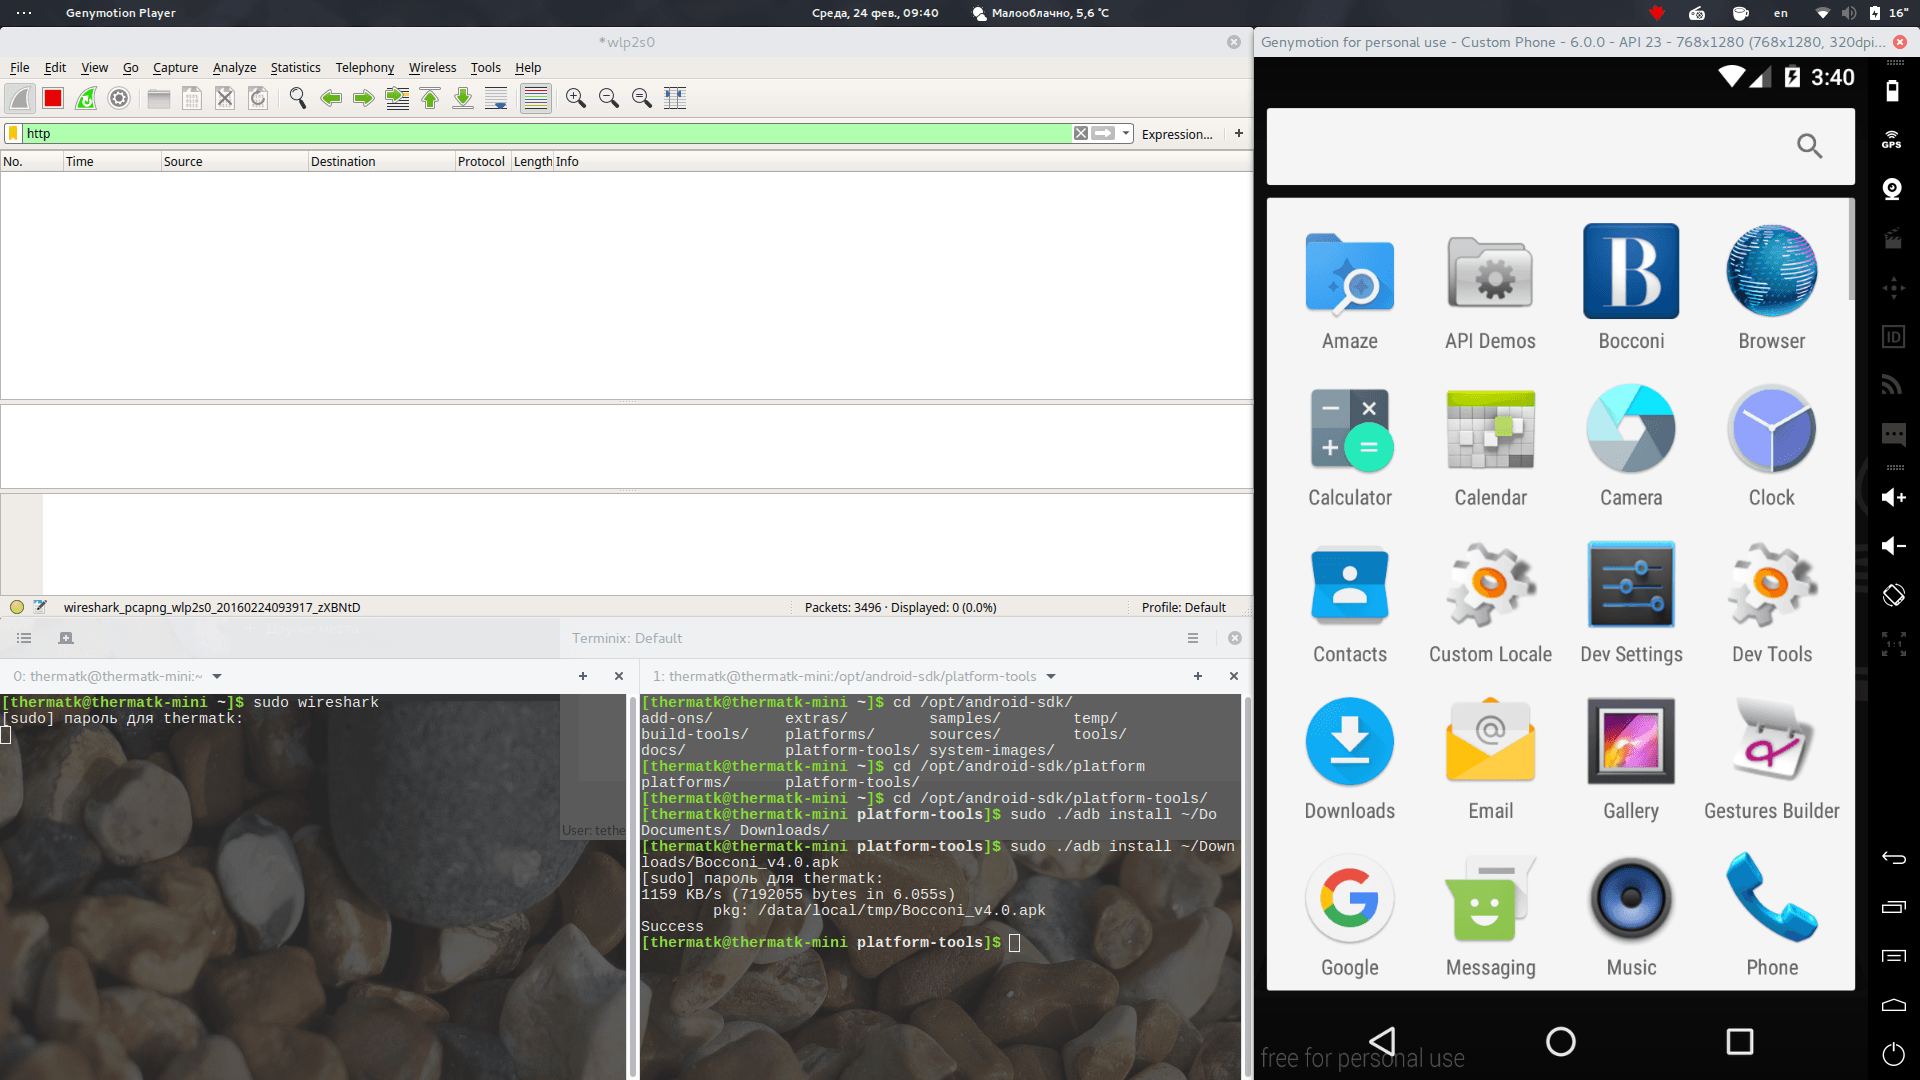 Genymotion Player
Среда, 24 фев., 09:40
Малооблачно, 5,6 °C
en
16"
*wlp2s0
File Edit View Go Capture Analyze Statistics Telephony Wireless Tools Help
http
Expression...
+
No. Time Source Destination Protocol Length Info
wireshark_pcapng_wlp2s0_20160224093917_zXBNtD
Packets: 3496 · Displayed: 0 (0.0%)
Profile: Default
Terminix: Default
0: thermatk@thermatk-mini:~
[thermatk@thermatk-mini ~]$ sudo wireshark
[sudo] пароль для thermatk:
User: tethe
1: thermatk@thermatk-mini:/opt/android-sdk/platform-tools
[thermatk@thermatk-mini ~]$ cd /opt/android-sdk/
add-ons/ extras/ samples/ temp/
build-tools/ platforms/ sources/ tools/
docs/ platform-tools/ system-images/
[thermatk@thermatk-mini ~]$ cd /opt/android-sdk/platform
platforms/ platform-tools/
[thermatk@thermatk-mini ~]$ cd /opt/android-sdk/platform-tools/
[thermatk@thermatk-mini platform-tools]$ sudo ./adb install ~/Do
Documents/ Downloads/
[thermatk@thermatk-mini platform-tools]$ sudo ./adb install ~/Down
loads/Bocconi_v4.0.apk
[sudo] пароль для thermatk:
1159 KB/s (7192055 bytes in 6.055s)
pkg: /data/local/tmp/Bocconi_v4.0.apk
Success
[thermatk@thermatk-mini platform-tools]$
Genymotion for personal use - Custom Phone - 6.0.0 - API 23 - 768x1280 (768x1280, 320dpi...
3:40
GPS
ID
1:1
B
Amaze API Demos Bocconi Browser
Calculator Calendar Camera Clock
Contacts Custom Locale Dev Settings Dev Tools
Downloads Email Gallery Gestures Builder
Google Messaging Music Phone
free for personal use